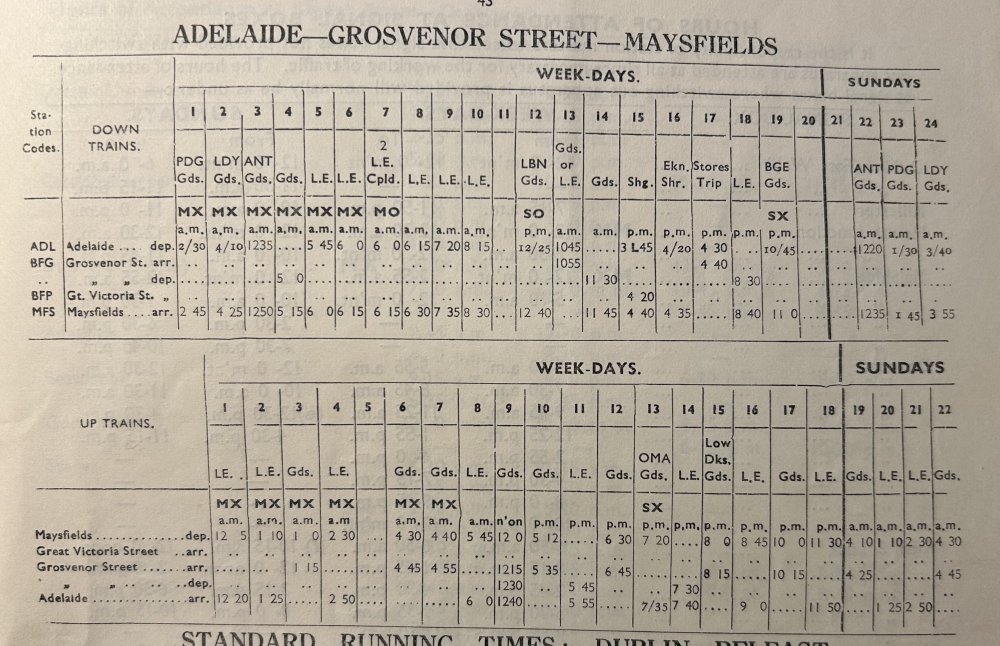 43
ADELAIDE—GROSVENOR STREET—MAYSFIELDS
WEEK-DAYS. SUNDAYS
Sta-tion Codes. DOWN TRAINS. 1 2 3 4 5 6 7 8 9 10 11 12 13 14 15 16 17 18 19 20 21 22 23 24
2 Gds.
PDG LDY ANT L.E. LBN or Ekn. Stores BGE ANT PDG LDY
Gds. Gds. Gds. Gds. L.E. L.E. Cpld. L.E. L.E. L.E. Gds. L.E. Gds. Shg. Shr. Trip L.E. Gds. Gds. Gds. Gds.
MX MX MX MX MX MX MO SO SX
a.m. a.m. a.m. a.m. a.m. a.m. a.m. a.m. a.m. a.m. p.m. a.m. a.m. p.m. p.m. p.m. p.m. p.m. a.m. a.m. a.m.
ADL Adelaide .... dep. 2/30 4/10 1235 .... 5 45 6 0 6 0 6 15 7 20 8 15 .. 12/25 1045 .... 3 L45 4/20 4 30 .... 10/45 .. 1220 1/30 3/40
BFG Grosvenor St. arr. .. 1055 .. 4 40 ..
.. „ „ dep. .... 5 0 .... 11 30 .... 8 30 ....
BFP Gt. Victoria St. „ .. 4 20 ..
MFS Maysfields ... arr. 2 45 4 25 1250 5 15 6 0 6 15 6 15 6 30 7 35 8 30 .. 12 40 .... 11 45 4 40 4 35 .... 8 40 11 0 .. 1235 1 45 3 55
WEEK-DAYS. SUNDAYS
UP TRAINS. 1 2 3 4 5 6 7 8 9 10 11 12 13 14 15 16 17 18 19 20 21 22
Low
OMA Dks.
L.E. L.E. Gds. L.E. Gds. Gds. L.E. Gds. Gds. L.E. Gds. Gds. L.E. Gds. L.E. Gds. L.E. Gds. L.E. L.E. Gds.
MX MX MX MX MX MX SX
a.m. a.m. a.m. a.m a.m. a.m. a.m. n'on p.m. p.m. p.m. p.m. p.m. p.m. p.m. p.m. p.m. a.m. a.m. a.m. a.m.
Maysfields .............dep. 12 5 1 10 1 0 2 30 .... 4 30 4 40 5 45 12 0 5 12 .... 6 30 7 20 .... 8 0 8 45 10 0 11 30 4 10 1 10 2 30 4 30
Great Victoria Street ..arr. ..
Grosvenor Street .......arr. .... 1 15 .... 4 45 4 55 .... 1215 5 35 .... 6 45 .... 8 15 .... 10 15 .... 4 25 .... 4 45
„ „ .. .. ..dep. .. 1230 .. 5 45 .. 7 30 ..
Adelaide ...............arr. 12 20 1 25 .... 2 50 .... 6 0 1240 .... 5 55 .... 7/35 7 40 .... 9 0 .... 11 50 .... 1 25 2 50 ....
STANDARD RUNNING TIMES: DUBLIN BELFAST